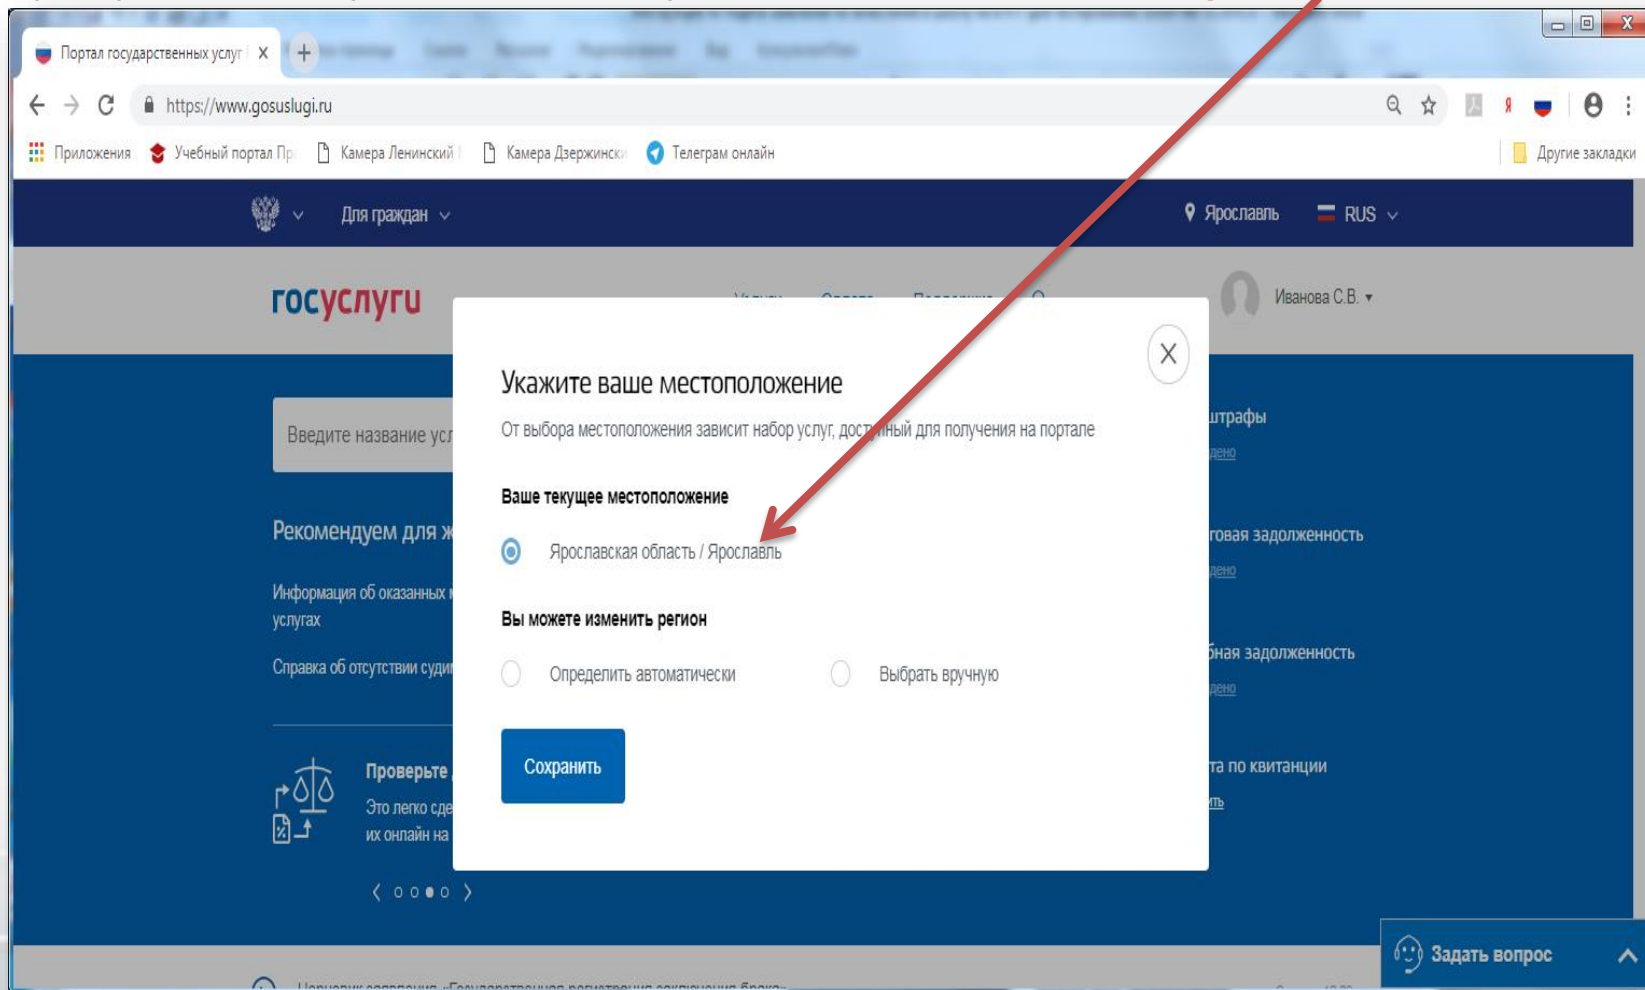 Портал государственных услуг
https://www.gosuslugi.ru
Приложения Учебный портал Пр Камера Ленинский Камера Дзержински Телеграм онлайн Другие закладки
Для граждан Ярославль RUS
госуслуги Иванова С.В.
X
Укажите ваше местоположение
От выбора местоположения зависит набор услуг, доступный для получения на портале
Введите название усл
штрафы
дено
Ваше текущее местоположение
Рекомендуем для ж
Ярославская область / Ярославль
говая задолженность
дено
Информация об оказанных
услугах
Вы можете изменить регион
Определить автоматически Выбрать вручную
Справка об отсутствии суди
бная задолженность
дено
Сохранить
Проверьте
Это легко сде
их онлайн на
та по квитанции
ить
Задать вопрос